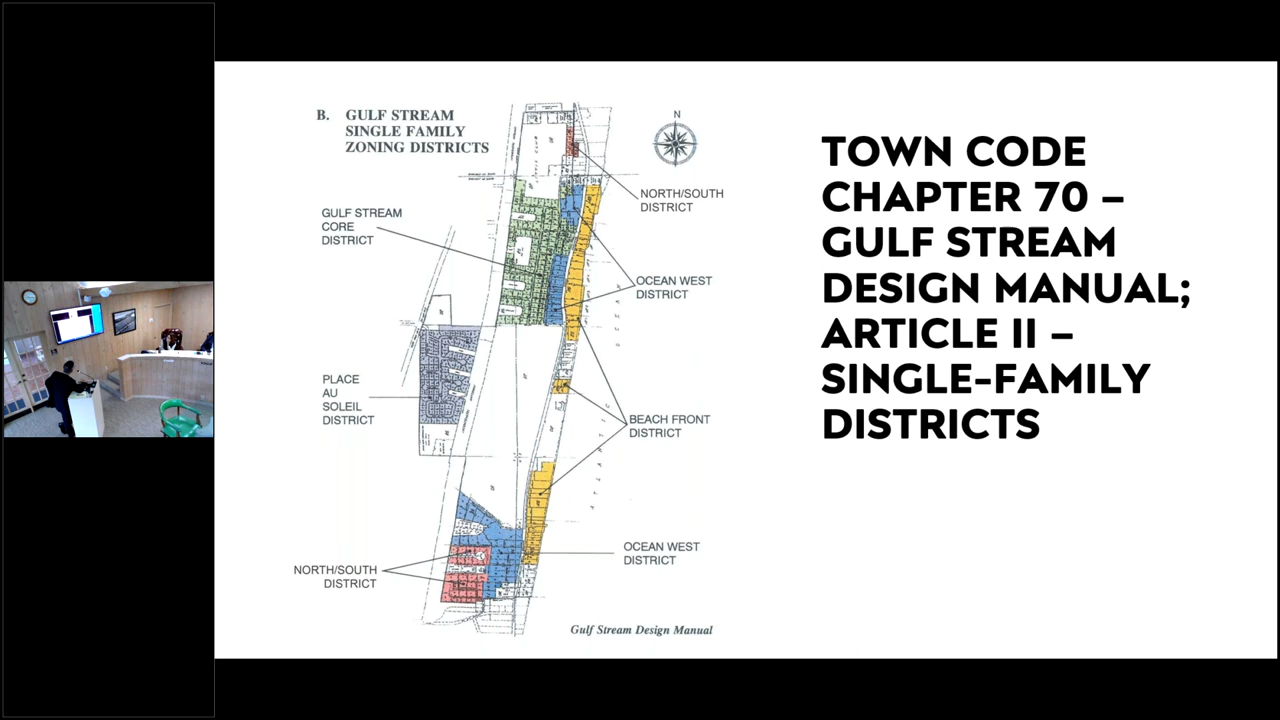 B. GULF STREAM
SINGLE FAMILY
ZONING DISTRICTS
N
NORTH/SOUTH
DISTRICT
GULF STREAM
CORE
DISTRICT
OCEAN WEST
DISTRICT
PLACE
AU
SOLEIL
DISTRICT
BEACH FRONT
DISTRICT
OCEAN WEST
DISTRICT
NORTH/SOUTH
DISTRICT
Gulf Stream Design Manual
TOWN CODE
CHAPTER 70 –
GULF STREAM
DESIGN MANUAL;
ARTICLE II –
SINGLE-FAMILY
DISTRICTS